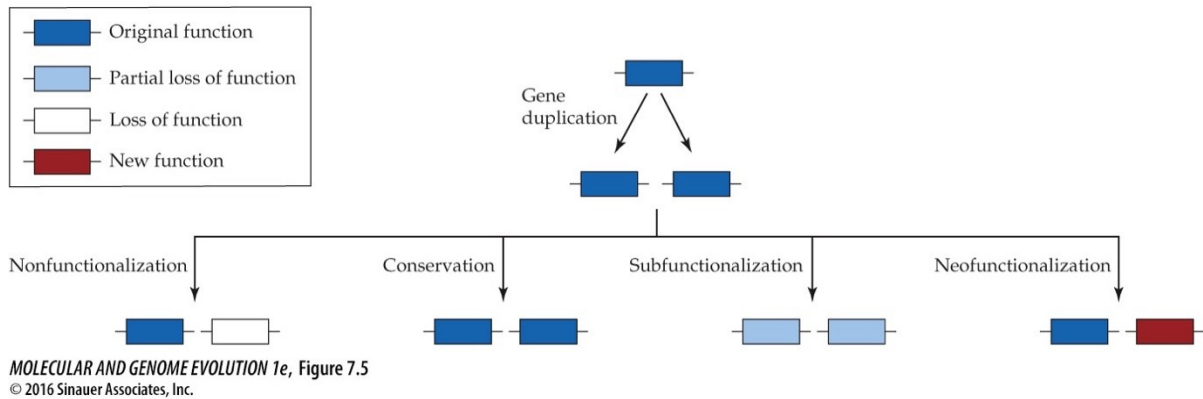 Original function
Partial loss of function
Loss of function
New function
Gene
duplication
Nonfunctionalization
Conservation
Subfunctionalization
Neofunctionalization
MOLECULAR AND GENOME EVOLUTION 1e, Figure 7.5
© 2016 Sinauer Associates, Inc.